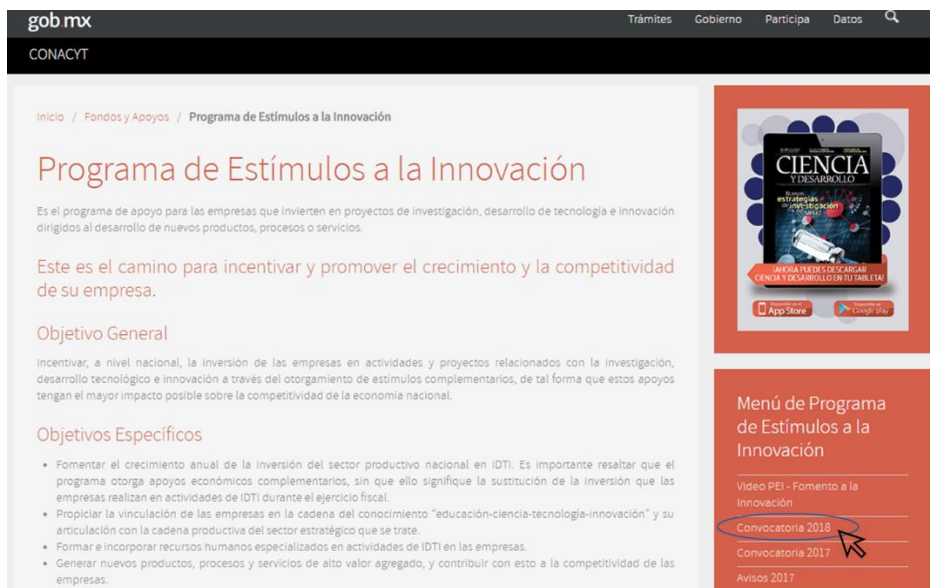 gob.mx
Trámites Gobierno Participa Datos
CONACYT
Inicio / Fondos y Apoyos / Programa de Estímulos a la Innovación
Programa de Estímulos a la Innovación
Es el programa de apoyo para las empresas que invierten en proyectos de investigación, desarrollo de tecnología e innovación
dirigidos al desarrollo de nuevos productos, procesos o servicios.
Este es el camino para incentivar y promover el crecimiento y la competitividad
de su empresa.
Objetivo General
Incentivar, a nivel nacional, la inversión de las empresas en actividades y proyectos relacionados con la investigación,
desarrollo tecnológico e innovación a través del otorgamiento de estímulos complementarios, de tal forma que estos apoyos
tengan el mayor impacto posible sobre la competitividad de la economía nacional.
Objetivos Específicos
• Fomentar el crecimiento anual de la inversión del sector productivo nacional en IDTI. Es importante resaltar que el
programa otorga apoyos económicos complementarios, sin que ello signifique la sustitución de la inversión que las
empresas realizan en actividades de IDTI durante el ejercicio fiscal.
• Propiciar la vinculación de las empresas en la cadena del conocimiento "educación-ciencia-tecnología-innovación" y su
articulación con la cadena productiva del sector estratégico que se trate.
• Formar e incorporar recursos humanos especializados en actividades de IDTI en las empresas.
• Generar nuevos productos, procesos y servicios de alto valor agregado, y contribuir con esto a la competitividad de las
empresas.
CIENCIA
Y DESARROLLO
Nuevas
estrategias
de investigación
¡AHORA PUEDES DESCARGAR
CIENCIA Y DESARROLLO EN TU TABLETA!
App Store
Google play
Menú de Programa
de Estímulos a la
Innovación
Video PEI - Fomento a la
Innovación
Convocatoria 2018
Convocatoria 2017
Avisos 2017